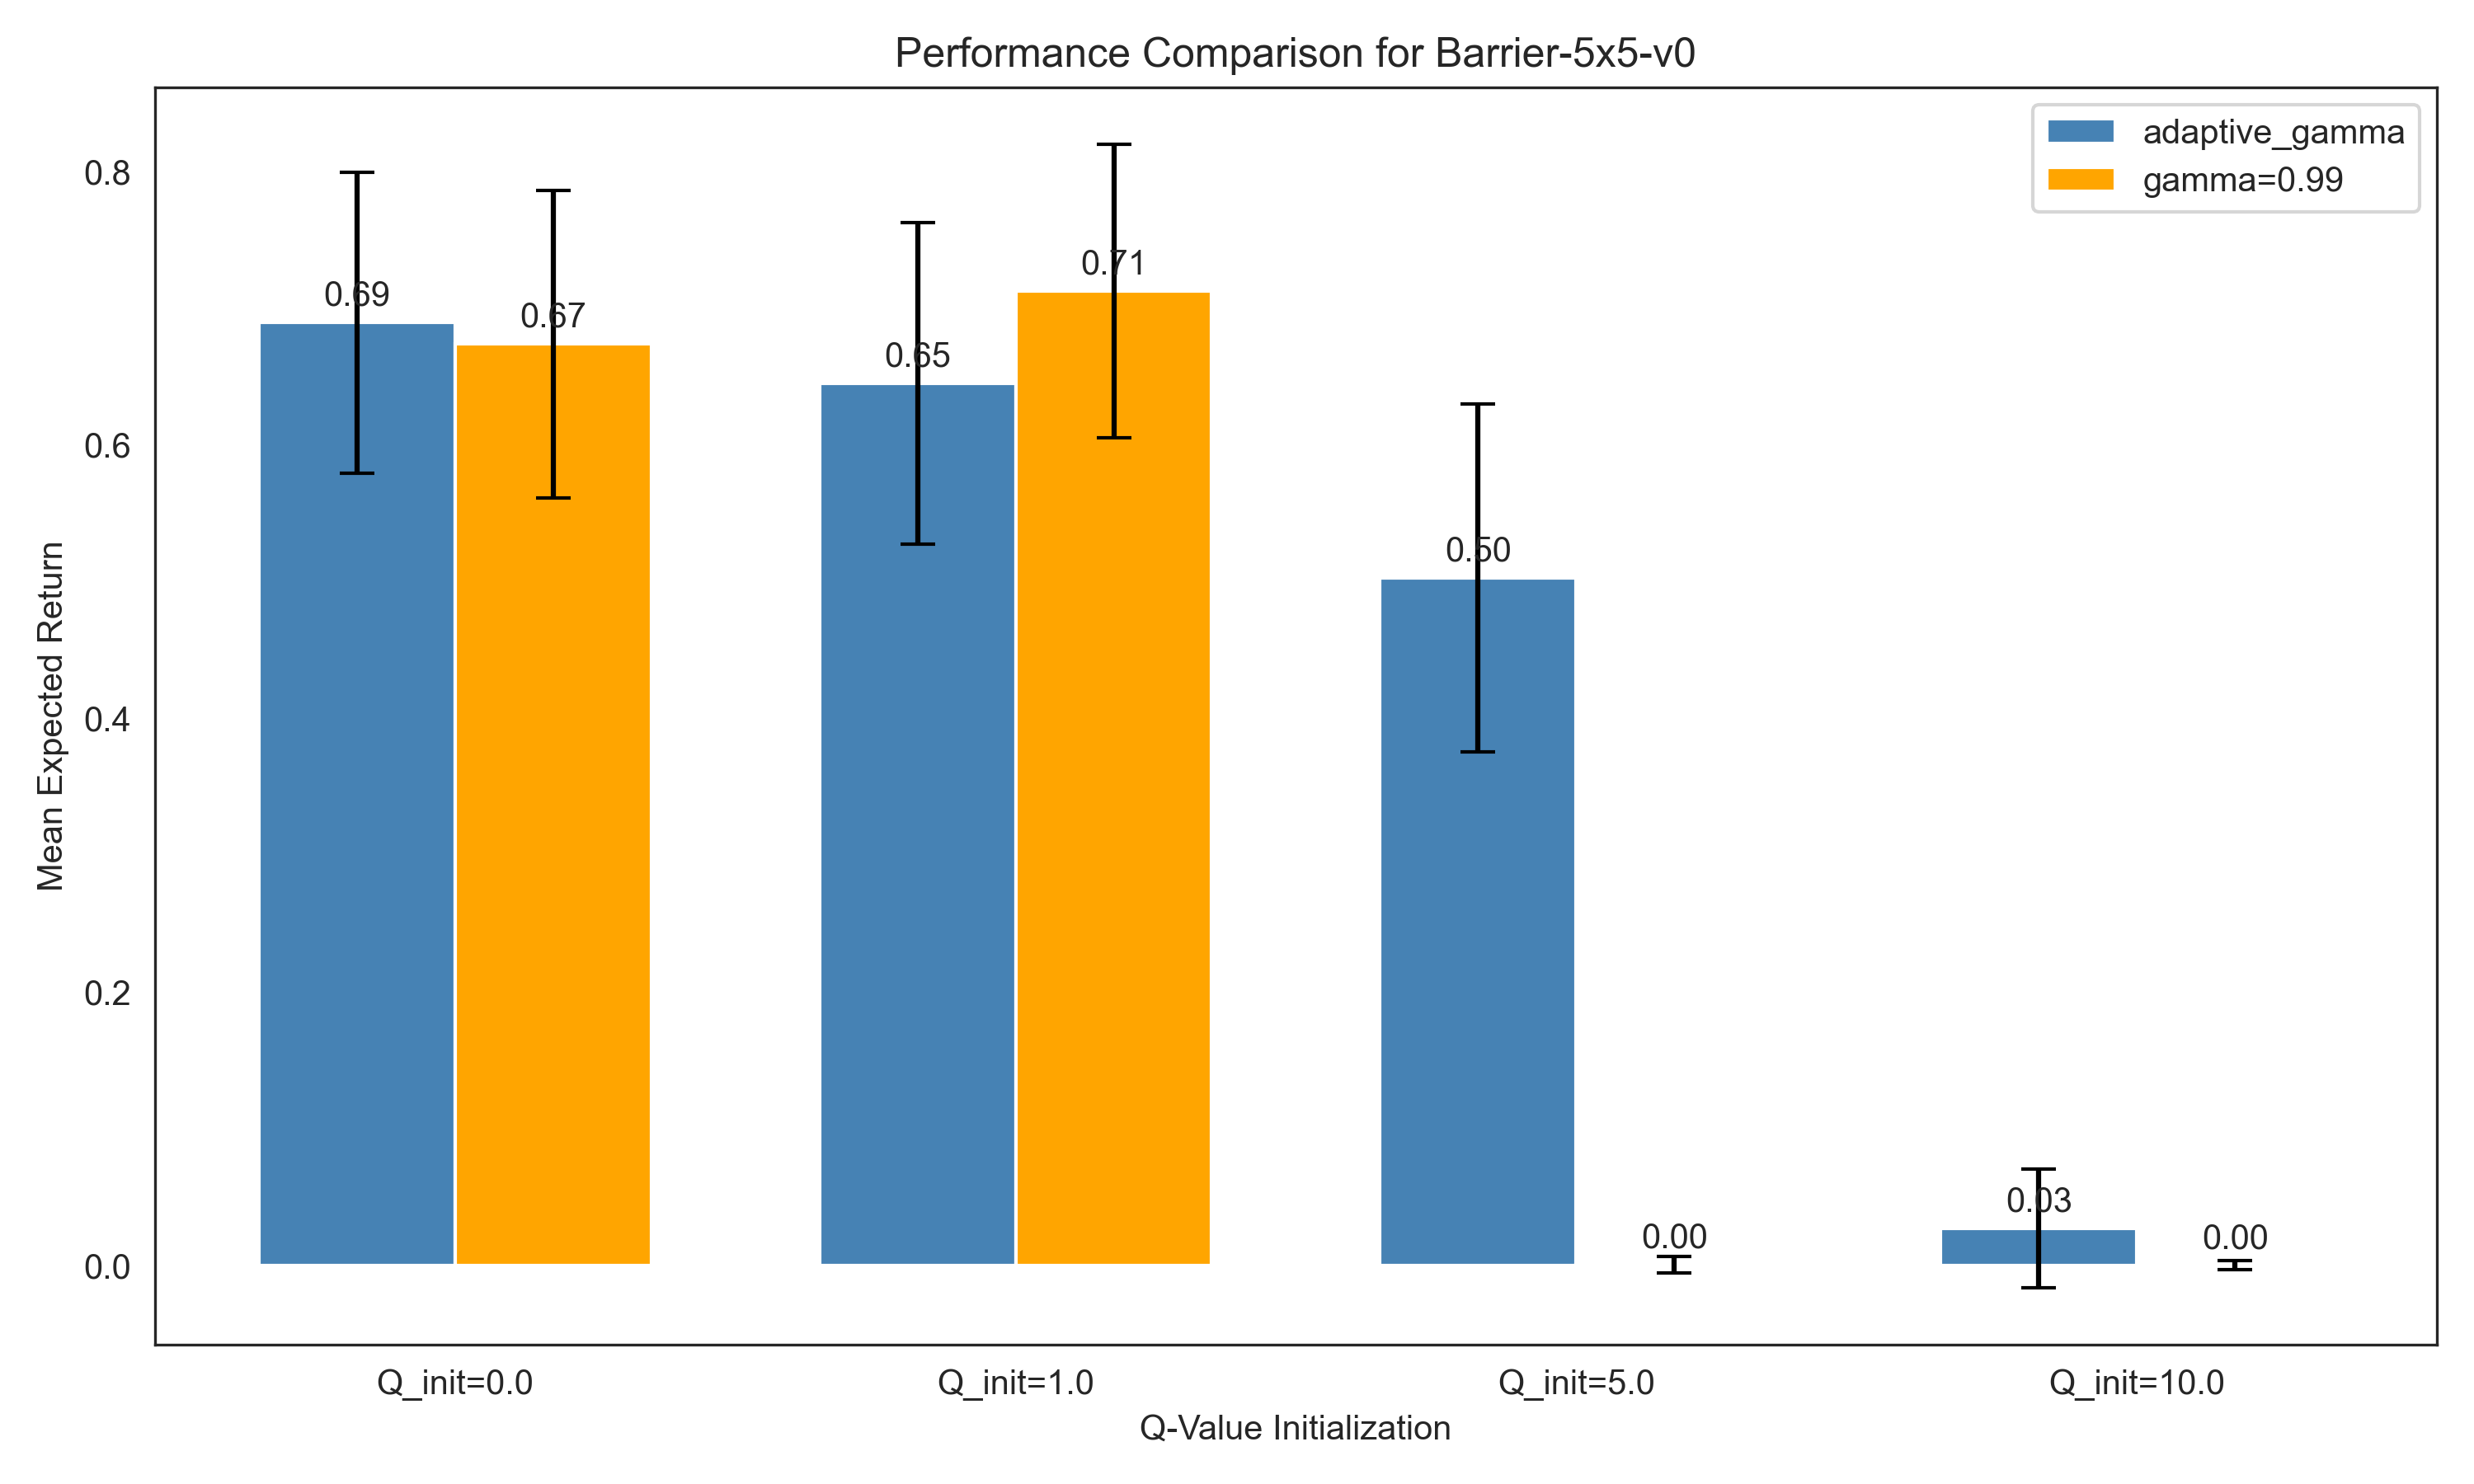 Performance Comparison for Barrier-5x5-v0
adaptive_gamma
gamma=0.99
Mean Expected Return
0.8
0.6
0.4
0.2
0.0
0.69
0.67
0.65
0.71
0.50
0.00
0.03
0.00
Q_init=0.0
Q_init=1.0
Q_init=5.0
Q_init=10.0
Q-Value Initialization